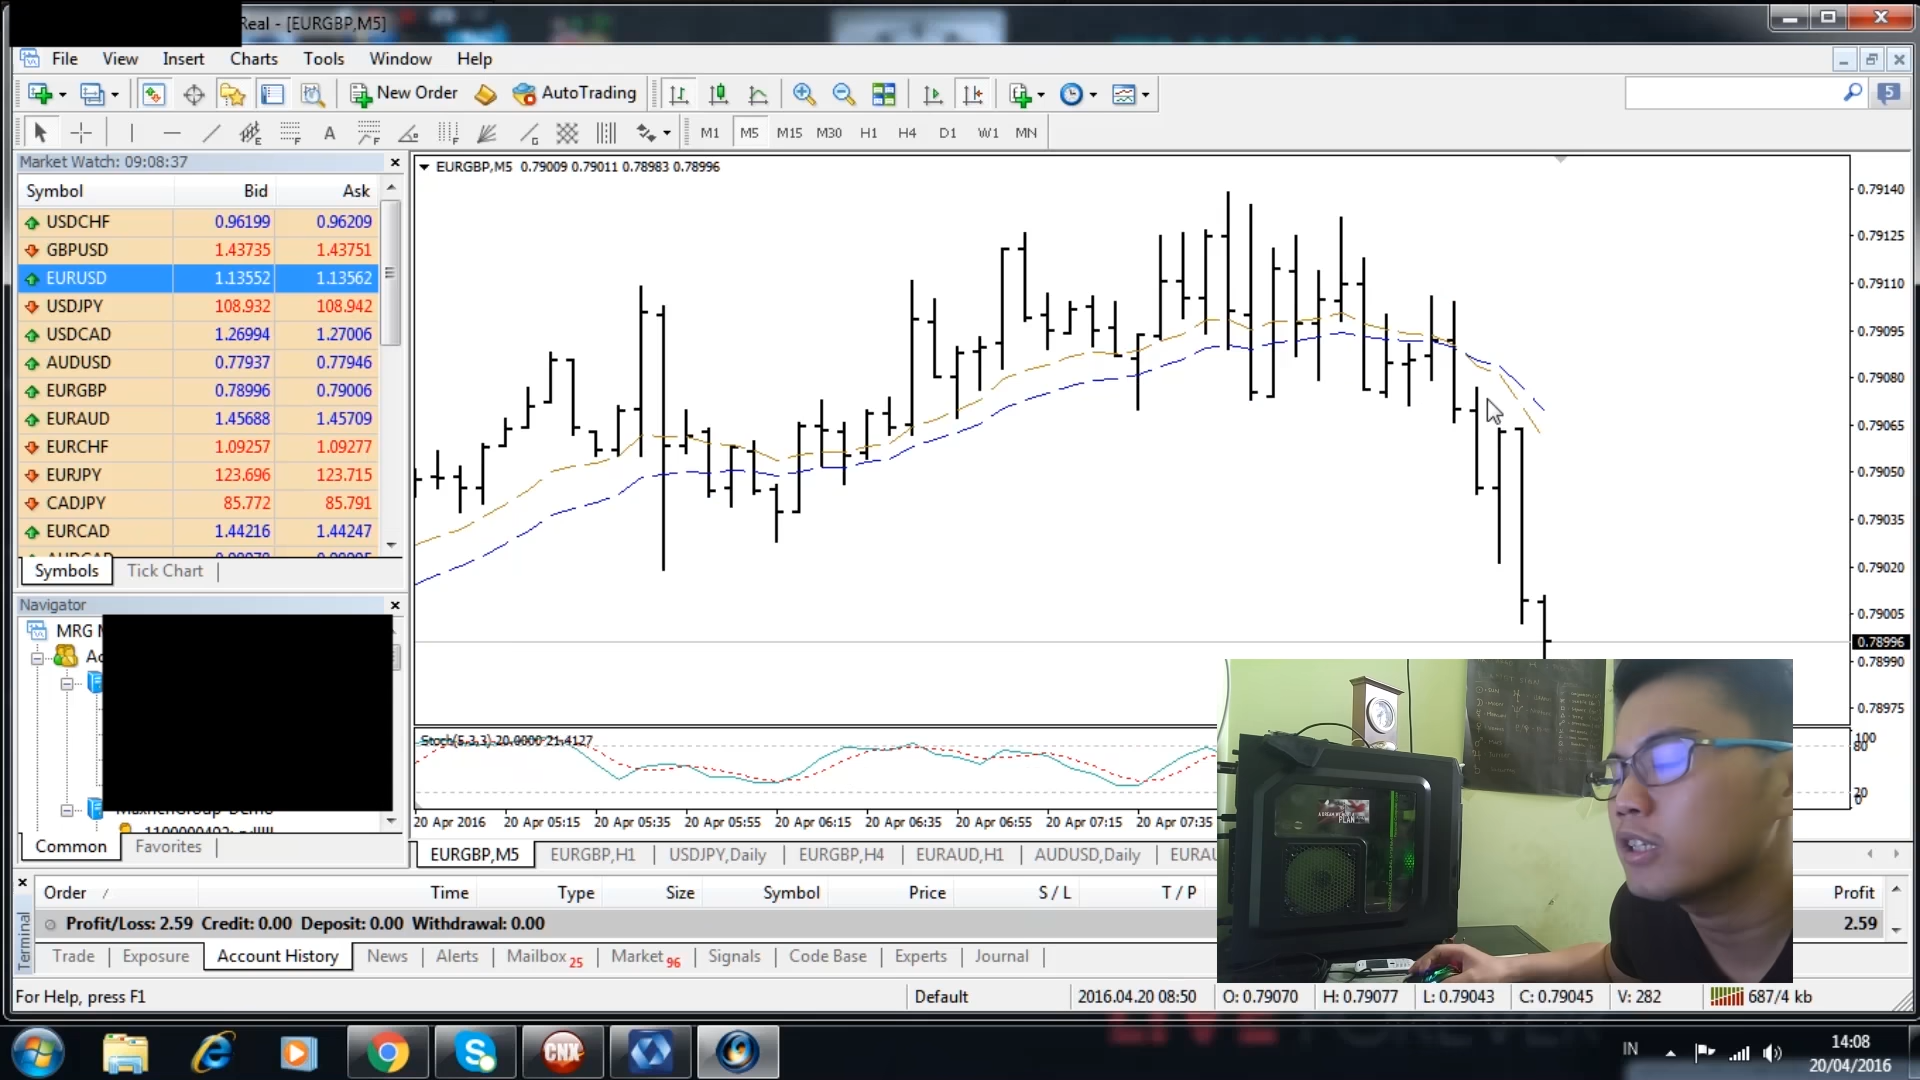 Real - [EURGBP,M5]
File View Insert Charts Tools Window Help
New Order AutoTrading 5
A M1 M5 M15 M30 H1 H4 D1 W1 MN
Market Watch: 09:08:37
Symbol Bid Ask
USDCHF 0.96199 0.96209
GBPUSD 1.43735 1.43751
EURUSD 1.13552 1.13562
USDJPY 108.932 108.942
USDCAD 1.26994 1.27006
AUDUSD 0.77937 0.77946
EURGBP 0.78996 0.79006
EURAUD 1.45688 1.45709
EURCHF 1.09257 1.09277
EURJPY 123.696 123.715
CADJPY 85.772 85.791
EURCAD 1.44216 1.44247
Symbols Tick Chart
Navigator
MRG
Common Favorites
EURGBP,M5 0.79009 0.79011 0.78983 0.78996
0.79140
0.79125
0.79110
0.79095
0.79080
0.79065
0.79050
0.79035
0.79020
0.79005
0.78996
0.78990
0.78975
Stoch(5,3,3) 20.0000 21.4127
100
80
20
0
20 Apr 2016 20 Apr 05:15 20 Apr 05:35 20 Apr 05:55 20 Apr 06:15 20 Apr 06:35 20 Apr 06:55 20 Apr 07:15 20 Apr 07:35
EURGBP,M5 EURGBP,H1 USDJPY,Daily EURGBP,H4 EURAUD,H1 AUDUSD,Daily EURAU
Terminal
Order / Time Type Size Symbol Price S / L T / P Profit
Profit/Loss: 2.59 Credit: 0.00 Deposit: 0.00 Withdrawal: 0.00 2.59
Trade Exposure Account History News Alerts Mailbox 25 Market 96 Signals Code Base Experts Journal
For Help, press F1 Default 2016.04.20 08:50 O: 0.79070 H: 0.79077 L: 0.79043 C: 0.79045 V: 282 687/4 kb
CNX
IN
14:08
20/04/2016